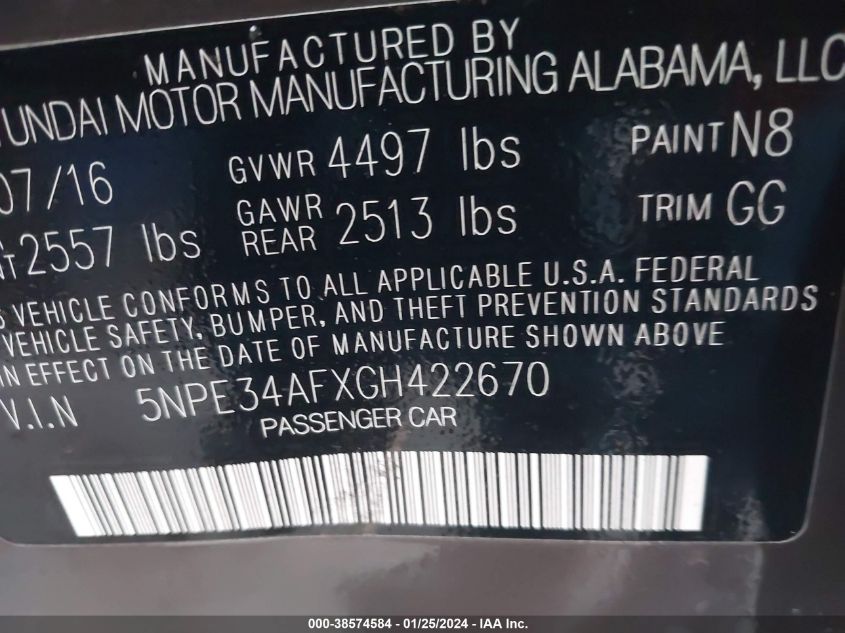 MANUFACTURED BY
YUNDAI MOTOR MANUFACTURING ALABAMA, LLC
07/16 GVWR 4497 lbs PAINT N8
2557 lbs GAWR REAR 2513 lbs TRIM GG
VEHICLE CONFORMS TO ALL APPLICABLE U.S.A. FEDERAL
VEHICLE SAFETY, BUMPER, AND THEFT PREVENTION STANDARDS
IN EFFECT ON THE DATE OF MANUFACTURE SHOWN ABOVE
V.I.N 5NPE34AFXGH422670
PASSENGER CAR
000-38574584 - 01/25/2024 - IAA Inc.